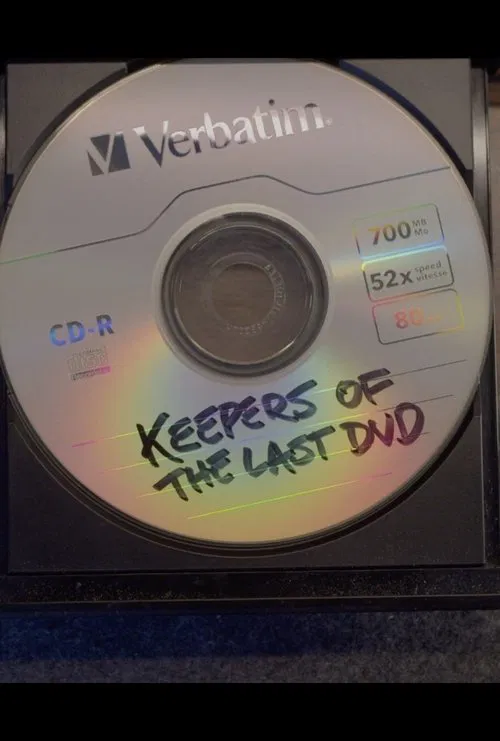 Verbatim
700 MB
Mo
52x speed
vitesse
80
CD-R
KEEPERS OF
THE LAST DVD